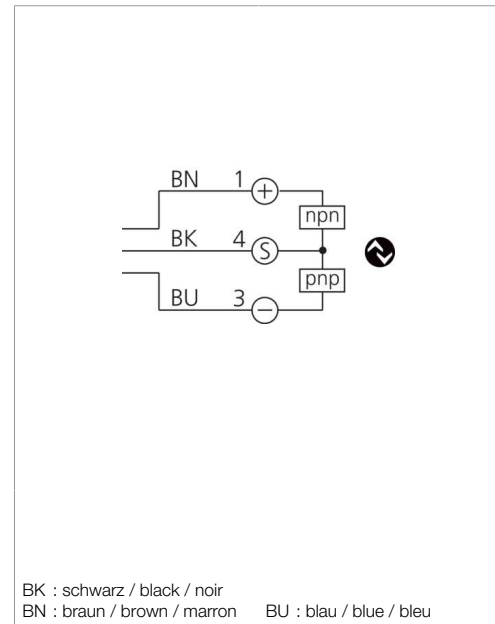 BN 1 +
npn
BK 4 S
pnp
BU 3 −
BK : schwarz / black / noir
BN : braun / brown / marron BU : blau / blue / bleu